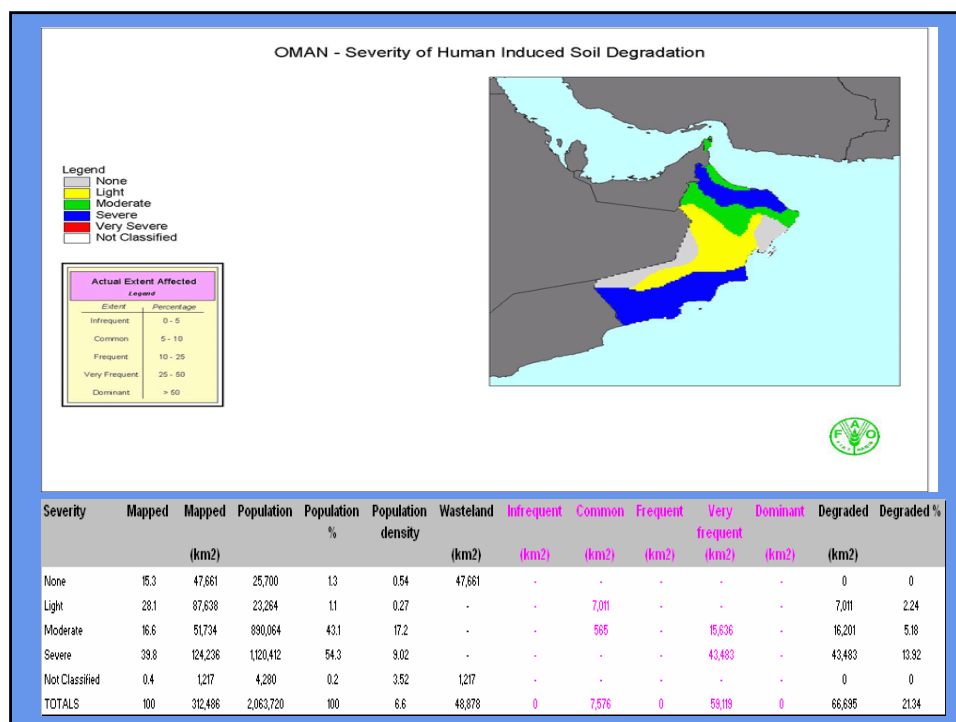 OMAN - Severity of Human Induced Soil Degradation
Legend
None
Light
Moderate
Severe
Very Severe
Not Classified
Actual Extent Affected
Legend
Extent Percentage
Infrequent 0 - 5
Common 5 - 10
Frequent 10 - 25
Very Frequent 25 - 50
Dominant > 50
F A O
FIAT PANIS
Severity Mapped Mapped Population Population Population Wasteland Infrequent Common Frequent Very Dominant Degraded Degraded %
% density frequent
(km2) (km2) (km2) (km2) (km2) (km2) (km2) (km2)
None 15.3 47,661 25,700 1.3 0.54 47,661 - - - - - 0 0
Light 28.1 87,638 23,264 1.1 0.27 - - 7,011 - - - 7,011 2.24
Moderate 16.6 51,734 890,064 43.1 17.2 - - 565 - 15,636 - 16,201 5.18
Severe 39.8 124,236 1,120,412 54.3 9.02 - - - - 43,483 - 43,483 13.92
Not Classified 0.4 1,217 4,280 0.2 3.52 1,217 - - - - - 0 0
TOTALS 100 312,486 2,063,720 100 6.6 48,878 0 7,576 0 59,119 0 66,695 21.34